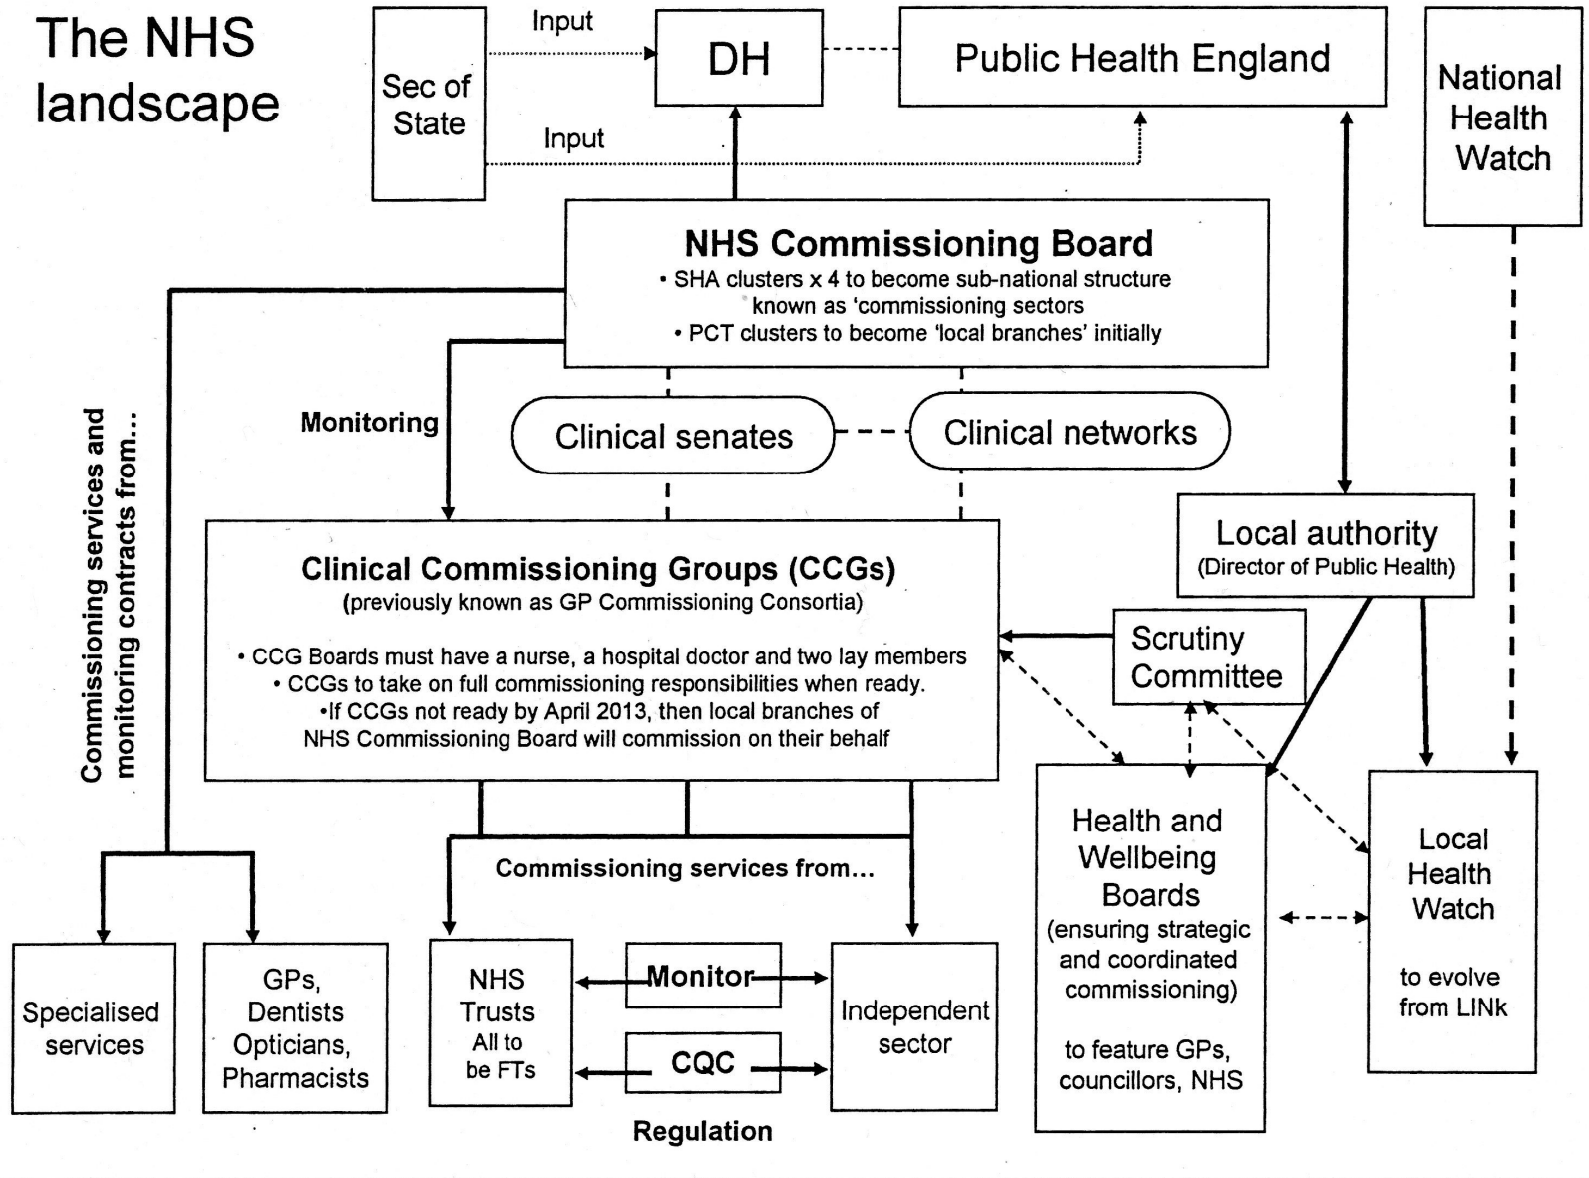 The NHS
landscape
Sec of
State
Input
Input
DH
Public Health England
National
Health
Watch
NHS Commissioning Board
• SHA clusters x 4 to become sub-national structure
known as ‘commissioning sectors
• PCT clusters to become ‘local branches’ initially
Commissioning services and
monitoring contracts from...
Monitoring
Clinical senates
Clinical networks
Local authority
(Director of Public Health)
Clinical Commissioning Groups (CCGs)
(previously known as GP Commissioning Consortia)
• CCG Boards must have a nurse, a hospital doctor and two lay members
• CCGs to take on full commissioning responsibilities when ready.
•If CCGs not ready by April 2013, then local branches of
NHS Commissioning Board will commission on their behalf
Scrutiny
Committee
Commissioning services from...
Health and
Wellbeing
Boards
(ensuring strategic
and coordinated
commissioning)
to feature GPs,
councillors, NHS
Local
Health
Watch
to evolve
from LINk
Specialised
services
GPs,
Dentists
Opticians,
Pharmacists
NHS
Trusts
All to
be FTs
Monitor
CQC
Independent
sector
Regulation